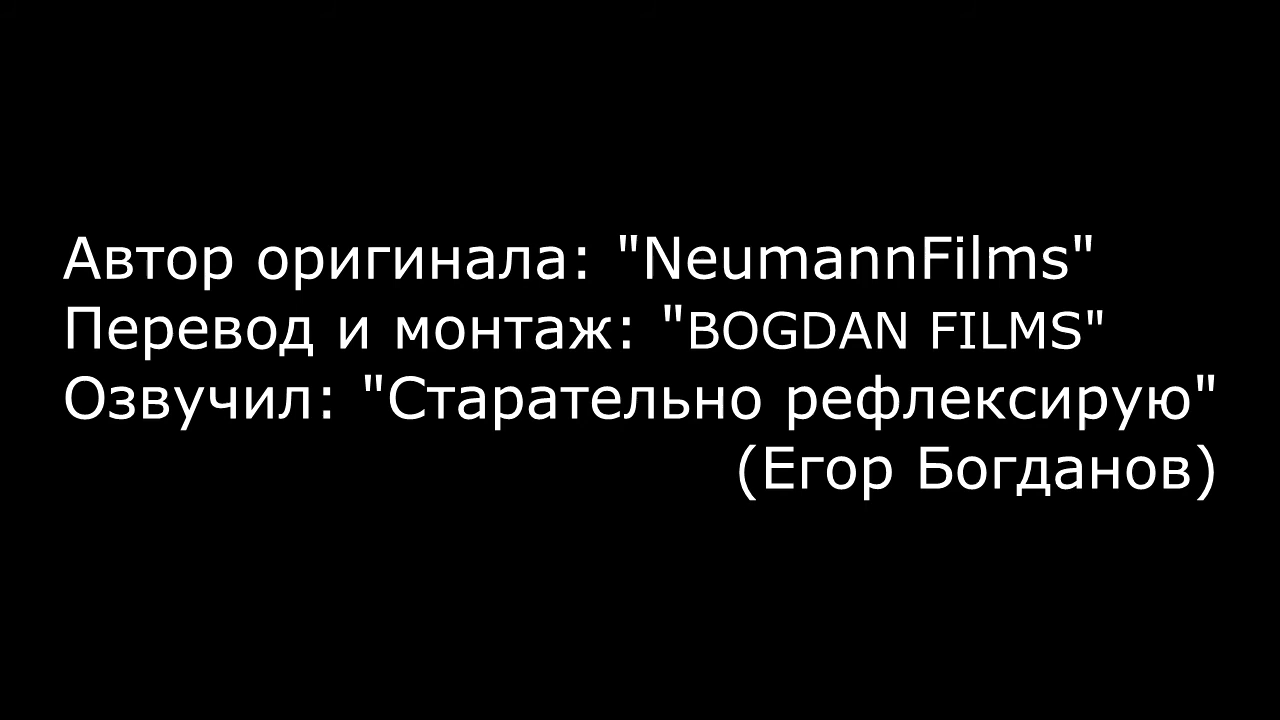 Автор оригинала: "NeumannFilms"
Перевод и монтаж: "BOGDAN FILMS"
Озвучил: "Старательно рефлексирую"
(Егор Богданов)